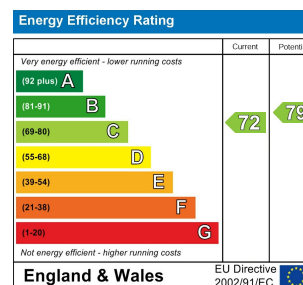 Energy Efficiency Rating
Current
Potenti
Very energy efficient - lower running costs
(92 plus) A
(81-91) B
(69-80) C
(55-68) D
(39-54) E
(21-38) F
(1-20) G
72
79
Not energy efficient - higher running costs
England & Wales
EU Directive
2002/91/EC